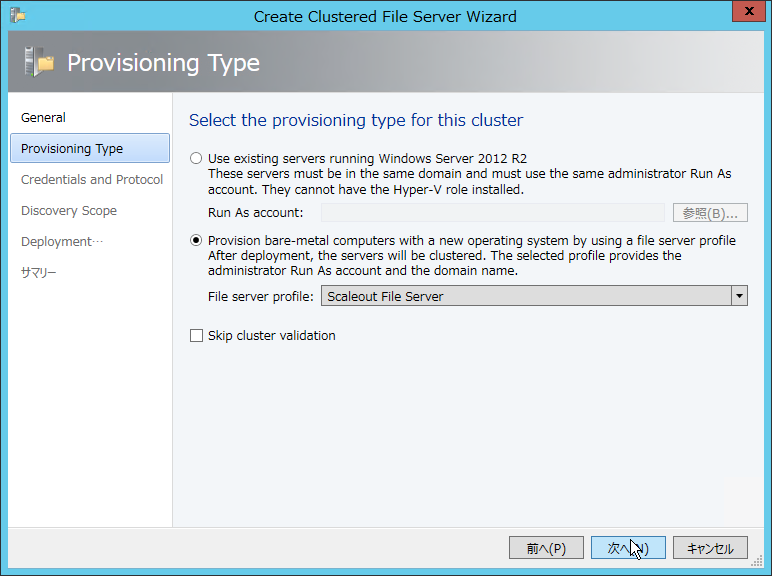 Create Clustered File Server Wizard
x
Provisioning Type
General
Provisioning Type
Credentials and Protocol
Discovery Scope
Deployment…
サマリー
Select the provisioning type for this cluster
Use existing servers running Windows Server 2012 R2
These servers must be in the same domain and must use the same administrator Run As
account. They cannot have the Hyper-V role installed.
Run As account:
参照(B)...
Provision bare-metal computers with a new operating system by using a file server profile
After deployment, the servers will be clustered. The selected profile provides the
administrator Run As account and the domain name.
File server profile:
Scaleout File Server
Skip cluster validation
前へ(P)
次へ(N)
キャンセル